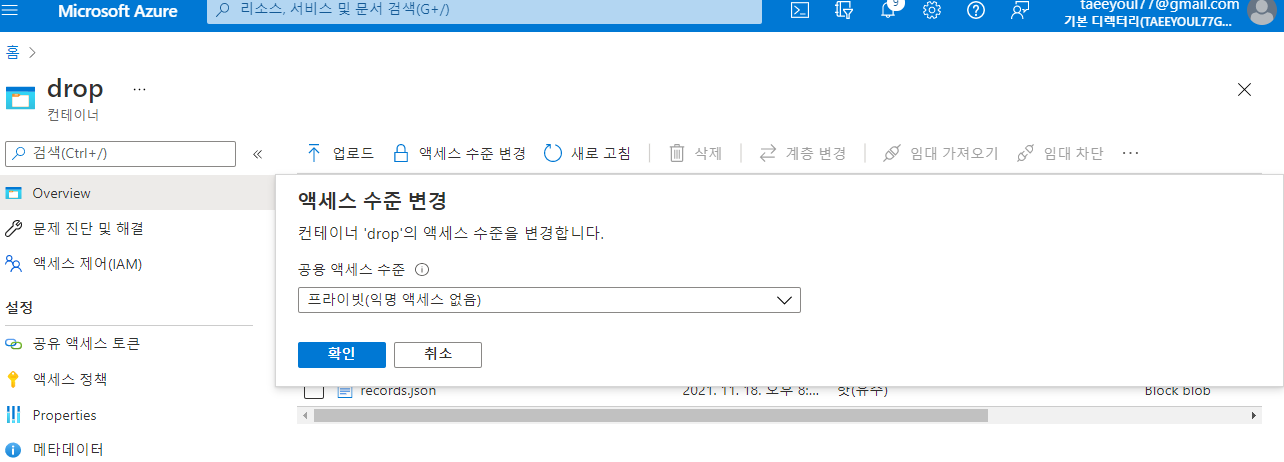 Microsoft Azure
리소스, 서비스 및 문서 검색(G+/)
9
taeeyoul77@gmail.com
기본 디렉터리(TAEEYOUL77G...
홈
drop
...
컨테이너
검색(Ctrl+/)
업로드
액세스 수준 변경
새로 고침
삭제
계층 변경
임대 가져오기
임대 차단
...
Overview
문제 진단 및 해결
액세스 제어(IAM)
설정
공유 액세스 토큰
액세스 정책
Properties
메타데이터
액세스 수준 변경
컨테이너 'drop'의 액세스 수준을 변경합니다.
공용 액세스 수준
프라이빗(익명 액세스 없음)
확인
취소
records.json
2021. 11. 18. 오후 8:...
핫(유추)
Block blob